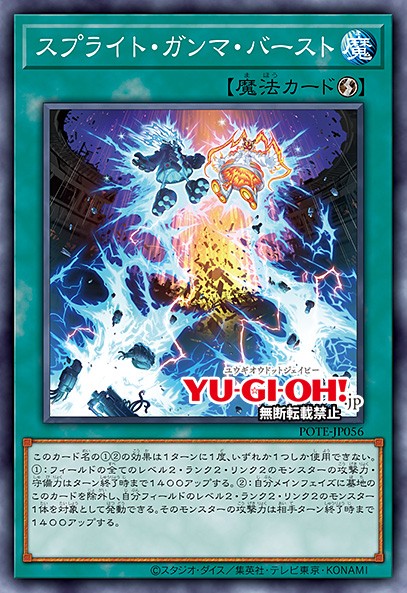 スプライト・ガンマ・バースト 魔
【魔法カード】
ユウギオウドットジェイピー
YU-GI-OH!.jp
無断転載禁止
POTE-JP056
このカード名の①②の効果は1ターンに1度、いずれか1つしか使用できない。
①：フィールドの全てのレベル2・ランク2・リンク2のモンスターの攻撃力・
守備力はターン終了時まで1400アップする。②：自分メインフェイズに墓地の
このカードを除外し、自分フィールドのレベル2・ランク2・リンク2のモンスター
1体を対象として発動できる。そのモンスターの攻撃力は相手ターン終了時まで
1400アップする。
©スタジオ・ダイス／集英社・テレビ東京・KONAMI